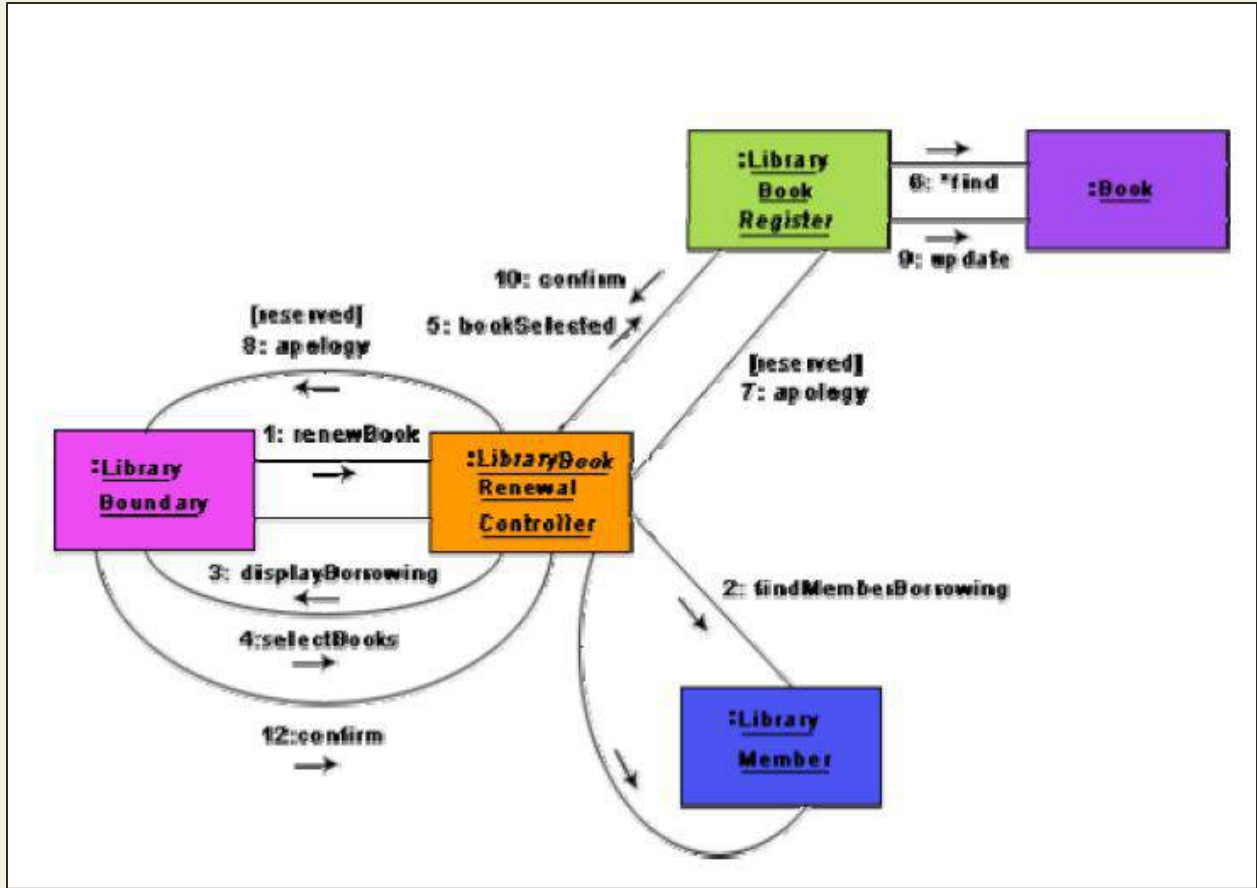 :Library
Book
Register
6: *find
:Book
9: update
10: confirm
5: bookSelected
[reserved]
8: apology
[reserved]
7: apology
1: renewBook
:Library
Boundary
:LibraryBook
Renewal
Controller
3: displayBorrowing
4:selectBooks
12:confirm
2: findMemberBorrowing
:Library
Member